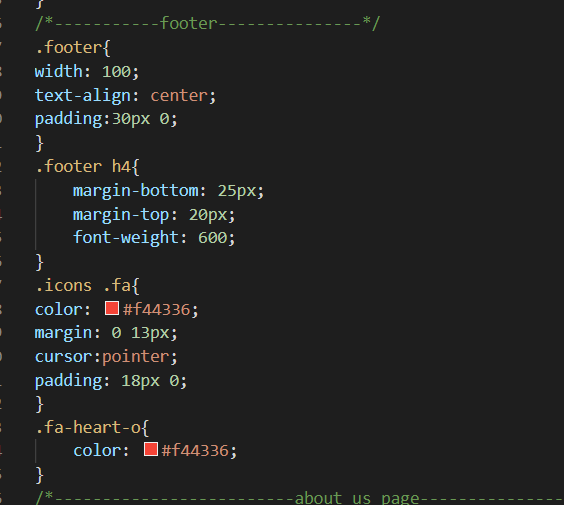 }
/*-----------footer---------------*/
.footer{
width: 100;
text-align: center;
padding:30px 0;
}
.footer h4{
margin-bottom: 25px;
margin-top: 20px;
font-weight: 600;
}
.icons .fa{
color: #f44336;
margin: 0 13px;
cursor:pointer;
padding: 18px 0;
}
.fa-heart-o{
color: #f44336;
}
/*-------------------------about us page---------------